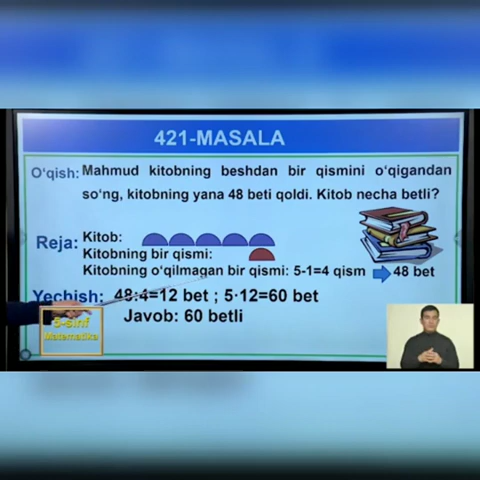 421-MASALA
O'qish: Mahmud kitobning beshdan bir qismini o'qigandan
so'ng, kitobning yana 48 beti qoldi. Kitob necha betli?
Reja: Kitob:
Kitobning bir qismi:
Kitobning o'qilmagan bir qismi: 5-1=4 qism 48 bet
Yechish: 48:4=12 bet ; 5·12=60 bet
Javob: 60 betli
5-sinf
Matematika